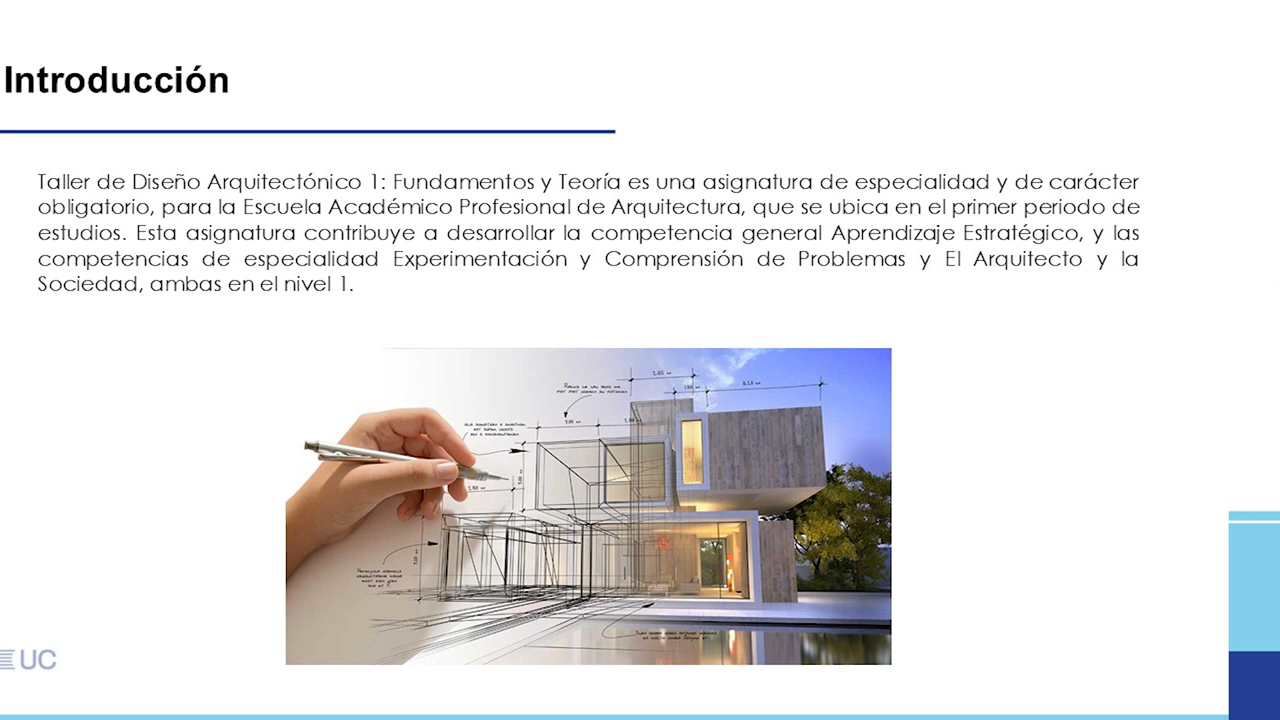 Introducción
Taller de Diseño Arquitectónico 1: Fundamentos y Teoría es una asignatura de especialidad y de carácter
obligatorio, para la Escuela Académico Profesional de Arquitectura, que se ubica en el primer periodo de
estudios. Esta asignatura contribuye a desarrollar la competencia general Aprendizaje Estratégico, y las
competencias de especialidad Experimentación y Comprensión de Problemas y El Arquitecto y la
Sociedad, ambas en el nivel 1.
UC